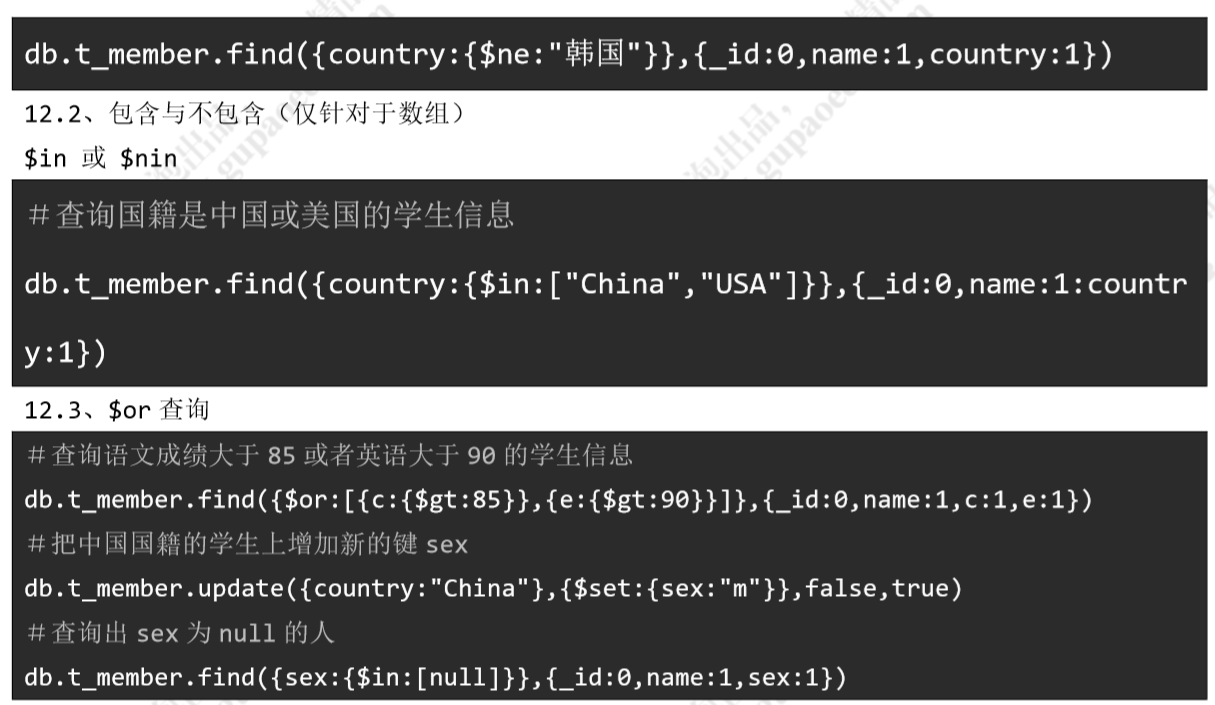 db.t_member.find({country:{$ne:"韩国"}},{_id:0,name:1,country:1})
12.2、包含与不包含（仅针对于数组）
$in 或 $nin
＃查询国籍是中国或美国的学生信息
db.t_member.find({country:{$in:["China","USA"]}},{_id:0,name:1:countr
y:1})
12.3、$or 查询
＃查询语文成绩大于 85 或者英语大于 90 的学生信息
db.t_member.find({$or:[{c:{$gt:85}},{e:{$gt:90}}]},{_id:0,name:1,c:1,e:1})
＃把中国国籍的学生上增加新的键 sex
db.t_member.update({country:"China"},{$set:{sex:"m"}},false,true)
＃查询出 sex 为 null 的人
db.t_member.find({sex:{$in:[null]}},{_id:0,name:1,sex:1})